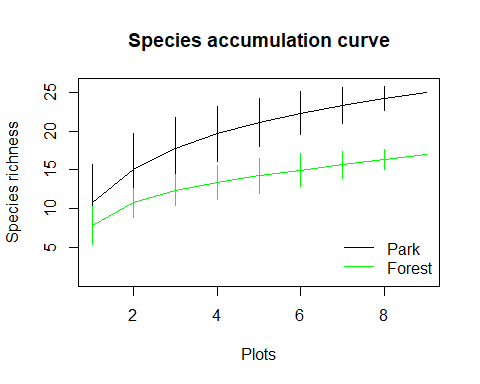 Species accumulation curve
Species richness
25
20
15
10
5
Park
Forest
2 4 6 8
Plots